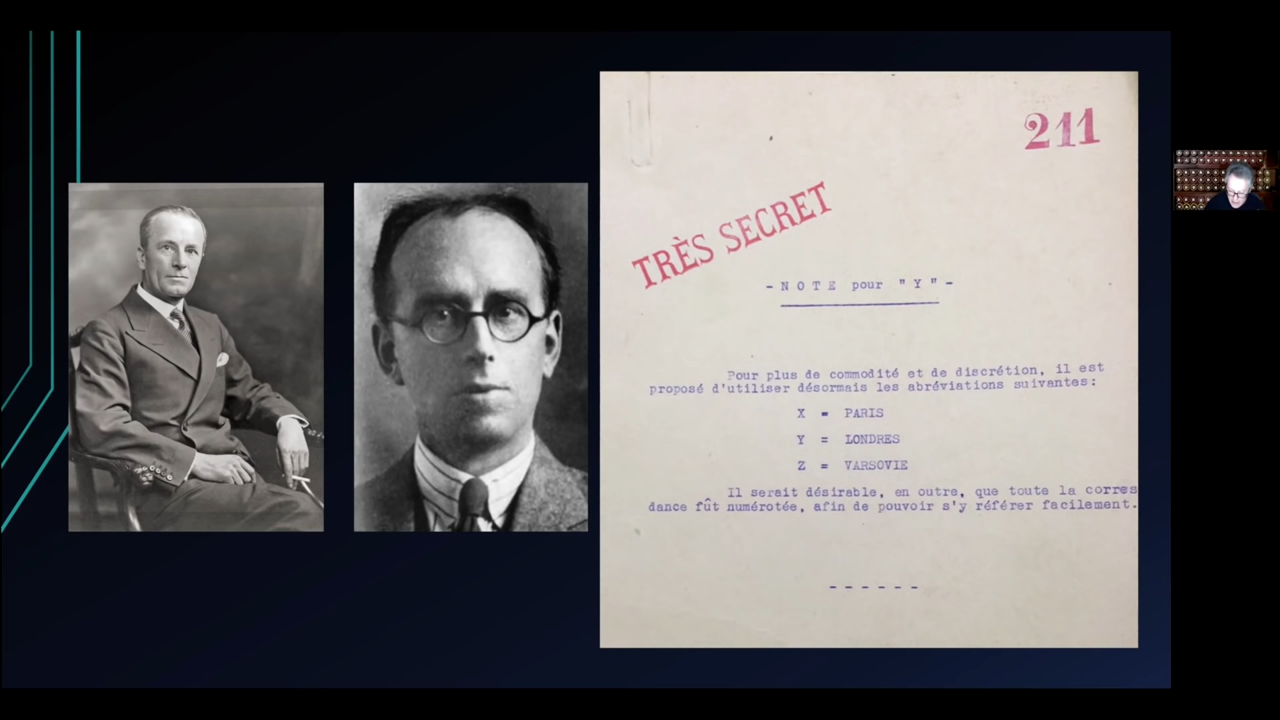 211
TRÈS SECRET
- N O T E pour " Y " -
Pour plus de commodité et de discrétion, il est
proposé d'utiliser désormais les abréviations suivantes:
X = PARIS
Y = LONDRES
Z = VARSOVIE
Il serait désirable, en outre, que toute la corres
dance fût numérotée, afin de pouvoir s'y référer facilement.
- - - - - -